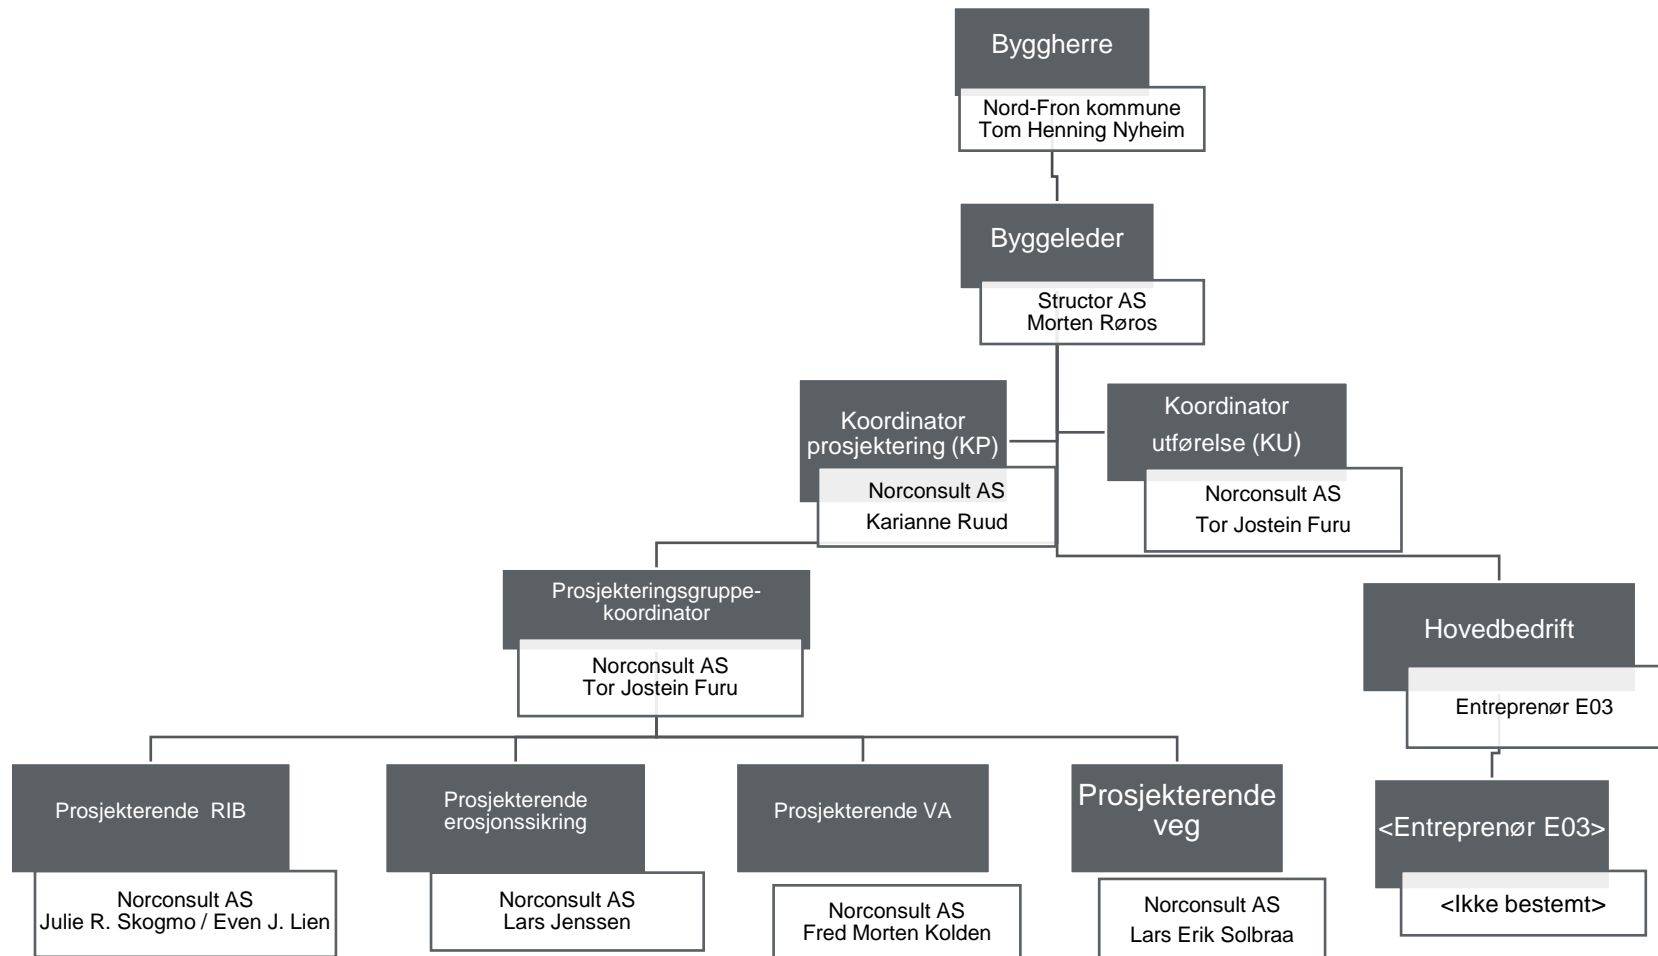 Byggherre
Nord-Fron kommune
Tom Henning Nyheim
Byggeleder
Structor AS
Morten Røros
Koordinator
prosjektering (KP)
Norconsult AS
Karianne Ruud
Koordinator
utførelse (KU)
Norconsult AS
Tor Jostein Furu
Prosjekteringsgruppe-
koordinator
Norconsult AS
Tor Jostein Furu
Hovedbedrift
Entreprenør E03
Prosjekterende RIB
Norconsult AS
Julie R. Skogmo / Even J. Lien
Prosjekterende
erosjonssikring
Norconsult AS
Lars Jenssen
Prosjekterende VA
Norconsult AS
Fred Morten Kolden
Prosjekterende
veg
Norconsult AS
Lars Erik Solbraa
<Entreprenør E03>
<Ikke bestemt>